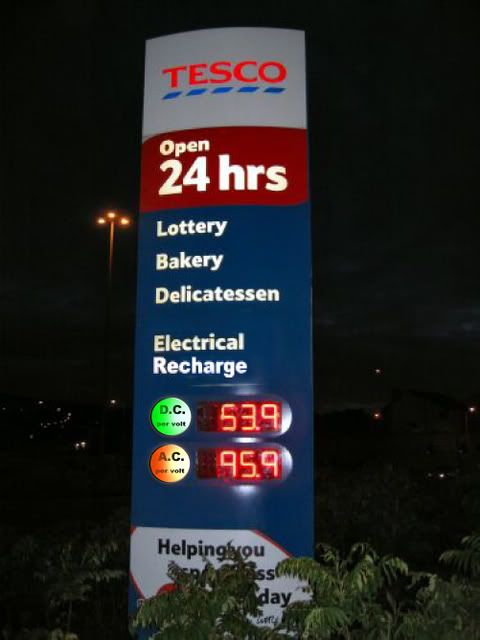 TESCO
Open
24 hrs
Lottery
Bakery
Delicatessen
Electrical
Recharge
D.C.
per volt
53.9
A.C.
per volt
95.9
Helping you
day